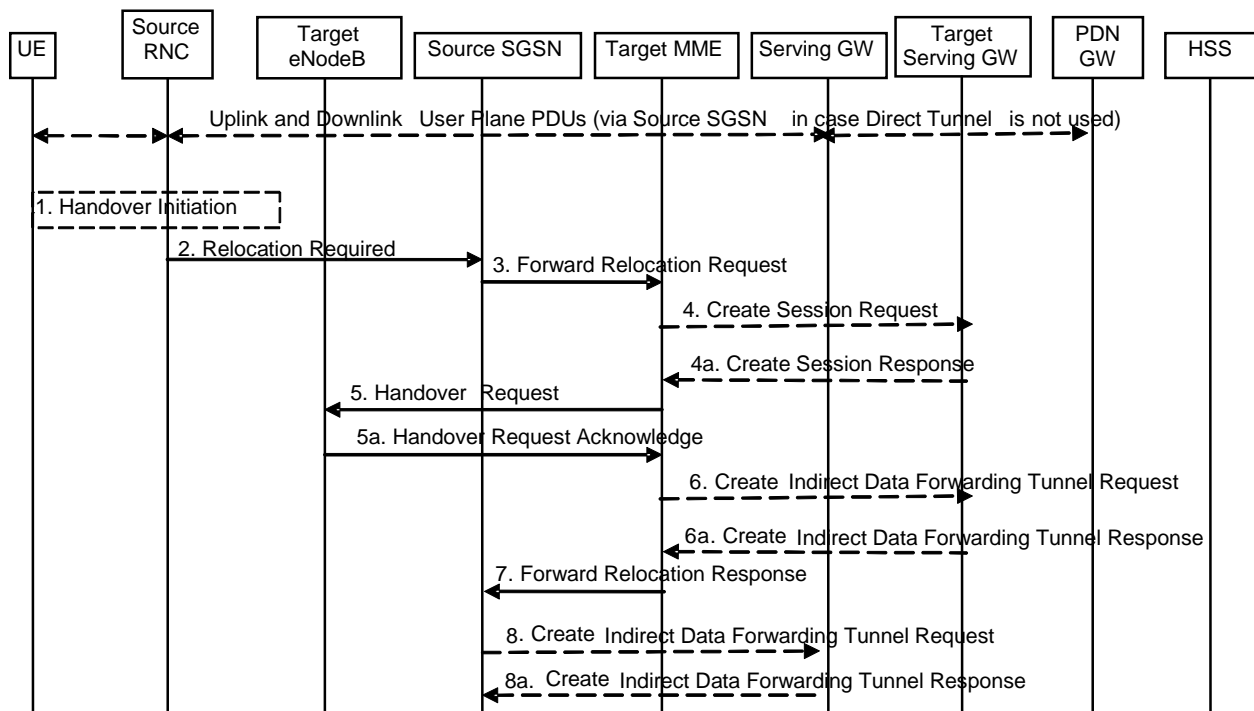 UE
Source
RNC
Target
eNodeB
Source SGSN
Target MME
Serving GW
Target
Serving GW
PDN
GW
HSS
Uplink and Downlink User Plane PDUs (via Source SGSN in case Direct Tunnel is not used)
1. Handover Initiation
2. Relocation Required
3. Forward Relocation Request
4. Create Session Request
4a. Create Session Response
5. Handover Request
5a. Handover Request Acknowledge
6. Create Indirect Data Forwarding Tunnel Request
6a. Create Indirect Data Forwarding Tunnel Response
7. Forward Relocation Response
8. Create Indirect Data Forwarding Tunnel Request
8a. Create Indirect Data Forwarding Tunnel Response